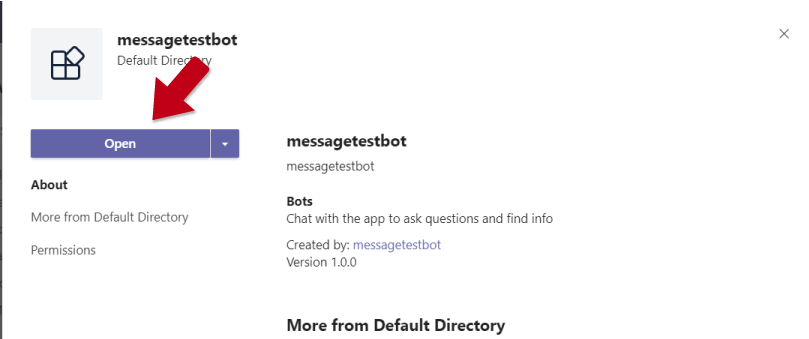 messagetestbot
Default Directory
Open
About
More from Default Directory
Permissions
messagetestbot
messagetestbot
Bots
Chat with the app to ask questions and find info
Created by: messagetestbot
Version 1.0.0
More from Default Directory